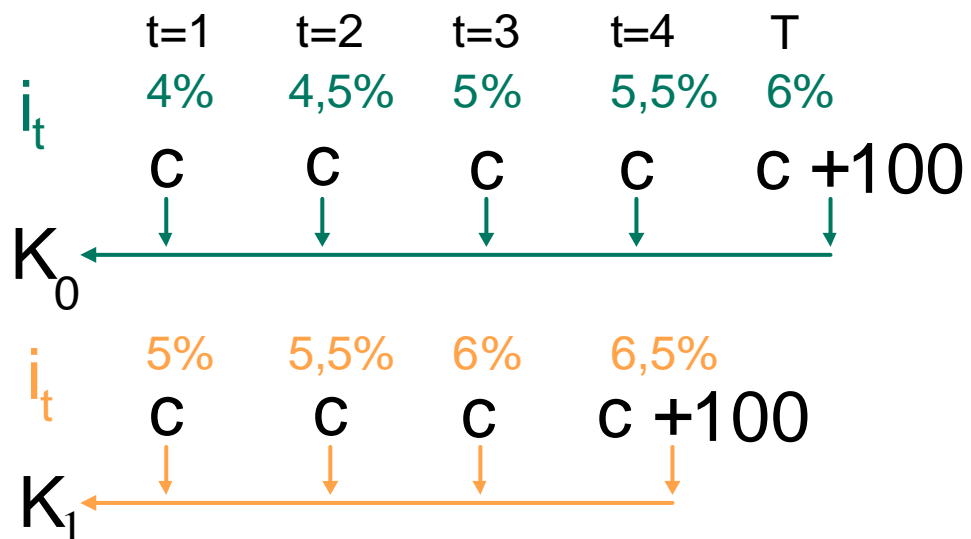 t=1 t=2 t=3 t=4 T
it 4% 4,5% 5% 5,5% 6%
c c c c c +100
K0
it 5% 5,5% 6% 6,5%
c c c c +100
K1